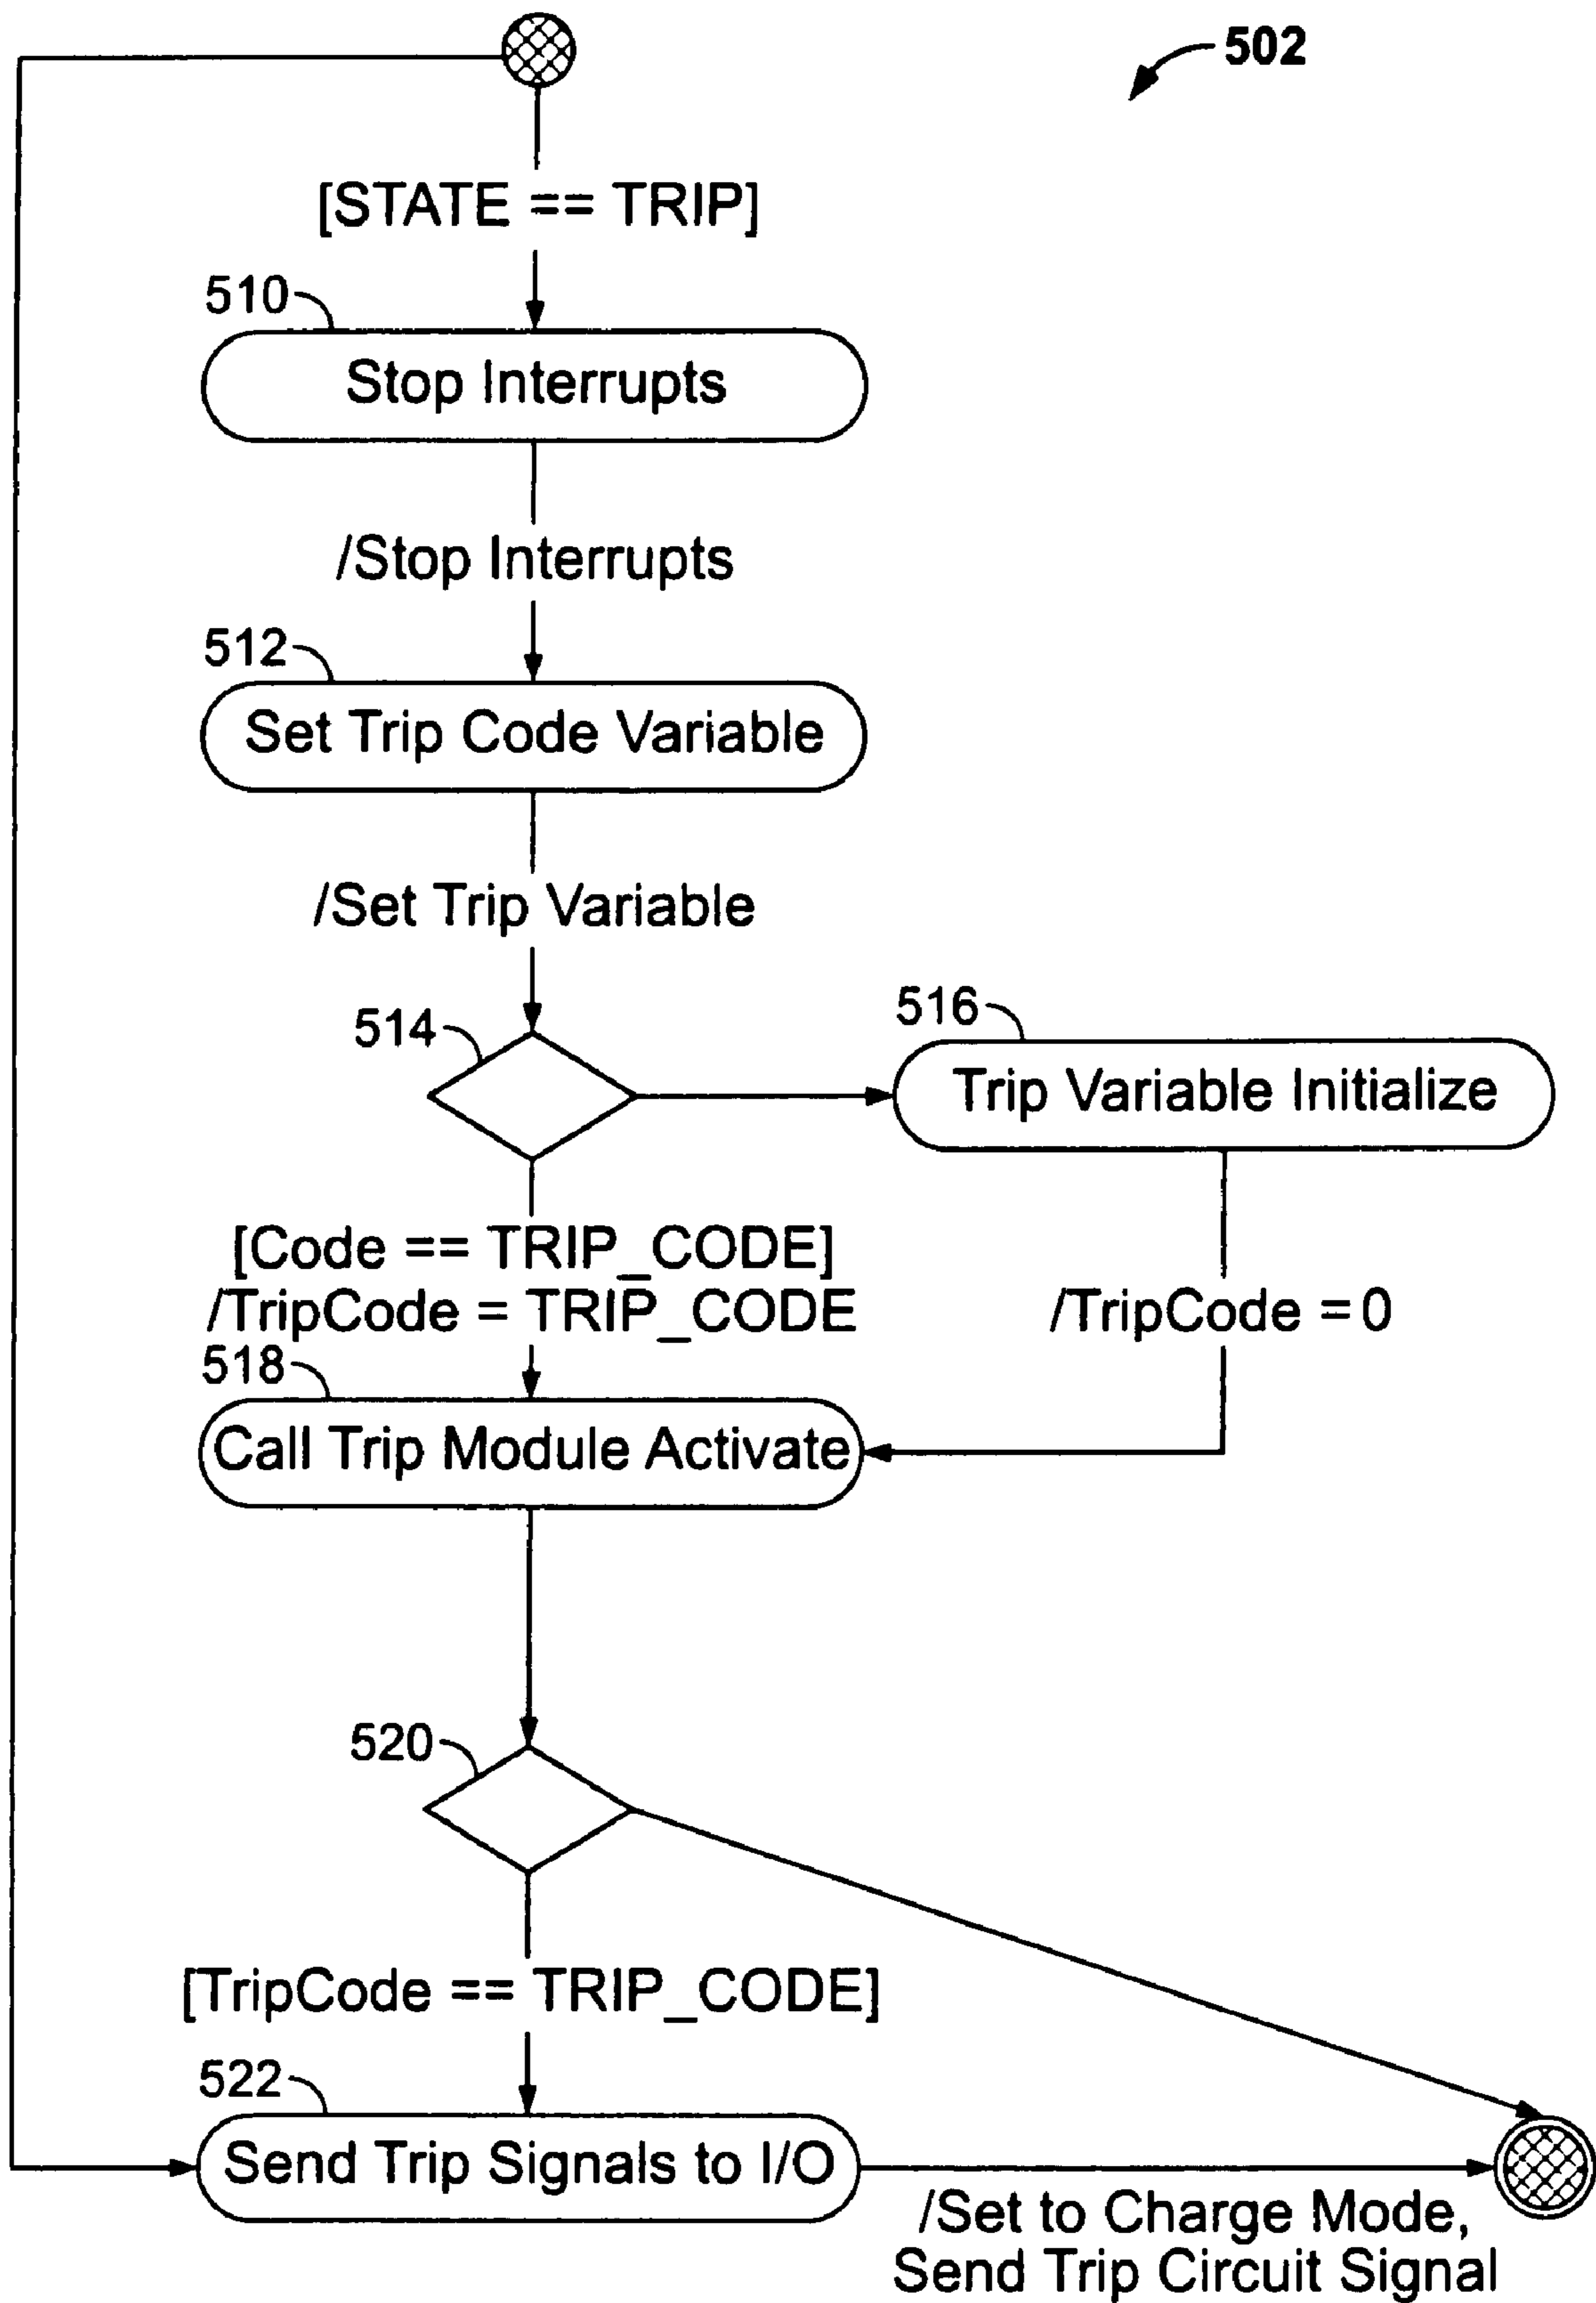 502
[STATE == TRIP]
510
Stop Interrupts
/Stop Interrupts
512
Set Trip Code Variable
/Set Trip Variable
514
516
Trip Variable Initialize
[Code == TRIP_CODE]
/TripCode = TRIP_CODE
/TripCode = 0
518
Call Trip Module Activate
520
[TripCode == TRIP_CODE]
522
Send Trip Signals to I/O
/Set to Charge Mode,
Send Trip Circuit Signal